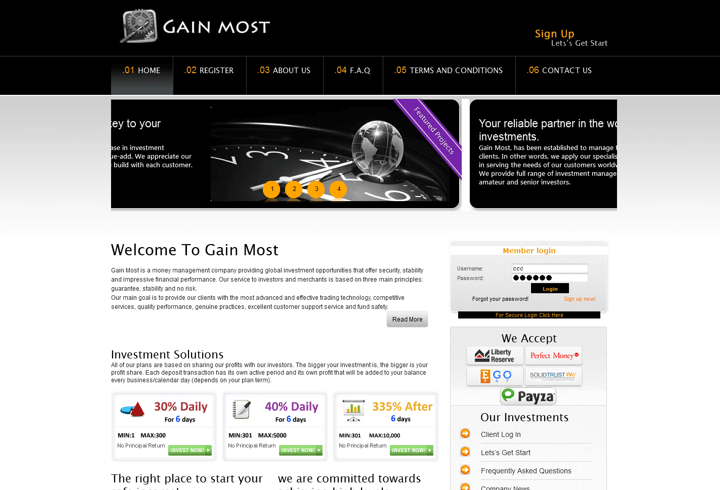 GAIN MOST
Sign Up
Lets's Get Start
.01 HOME
.02 REGISTER
.03 ABOUT US
.04 F.A.Q
.05 TERMS AND CONDITIONS
.06 CONTACT US
ey to your
ase in investment
ue-add. We appreciate our
build with each customer.
Featured Projects
1 2 3 4
Your reliable partner in the wo
investments.
Gain Most, has been established to manage
clients. In other words, we apply our specialis
in serving the needs of our customers worldw
We provide full range of investment manage
amateur and senior investors.
Welcome To Gain Most
Gain Most is a money management company providing global investment opportunities that offer security, stability
and impressive financial performance. Our service to investors and merchants is based on three main principles:
guarantee, stability and no risk.
Our main goal is to provide our clients with the most advanced and effective trading technology, competitive
services, quality performance, genuine practices, excellent customer support service and fund safety.
Read More
Member login
Username: ccc
Password: ●●●●●●
Login
Forgot your password! Sign up now!
For Secure Login Click Here
We Accept
Liberty
Reserve
Perfect Money
EGO
PAY
SOLIDTRUST PAY
Payza
Investment Solutions
All of our plans are based on sharing our profits with our investors. The bigger your investment is, the bigger is your
profit share. Each deposit transaction has its own active period and its own profit that will be added to your balance
every business/calendar day (depends on your plan term).
30% Daily
For 6 days
MIN:1 MAX:300
No Principal Return
INVEST NOW!
40% Daily
For 6 days
MIN:301 MAX:5000
No Principal Return
INVEST NOW!
335% After
6 days
MIN:301 MAX:10,000
No Principal Return
INVEST NOW!
Our Investments
Client Log In
Lets's Get Start
Frequently Asked Questions
Company News
The right place to start your
we are committed towards